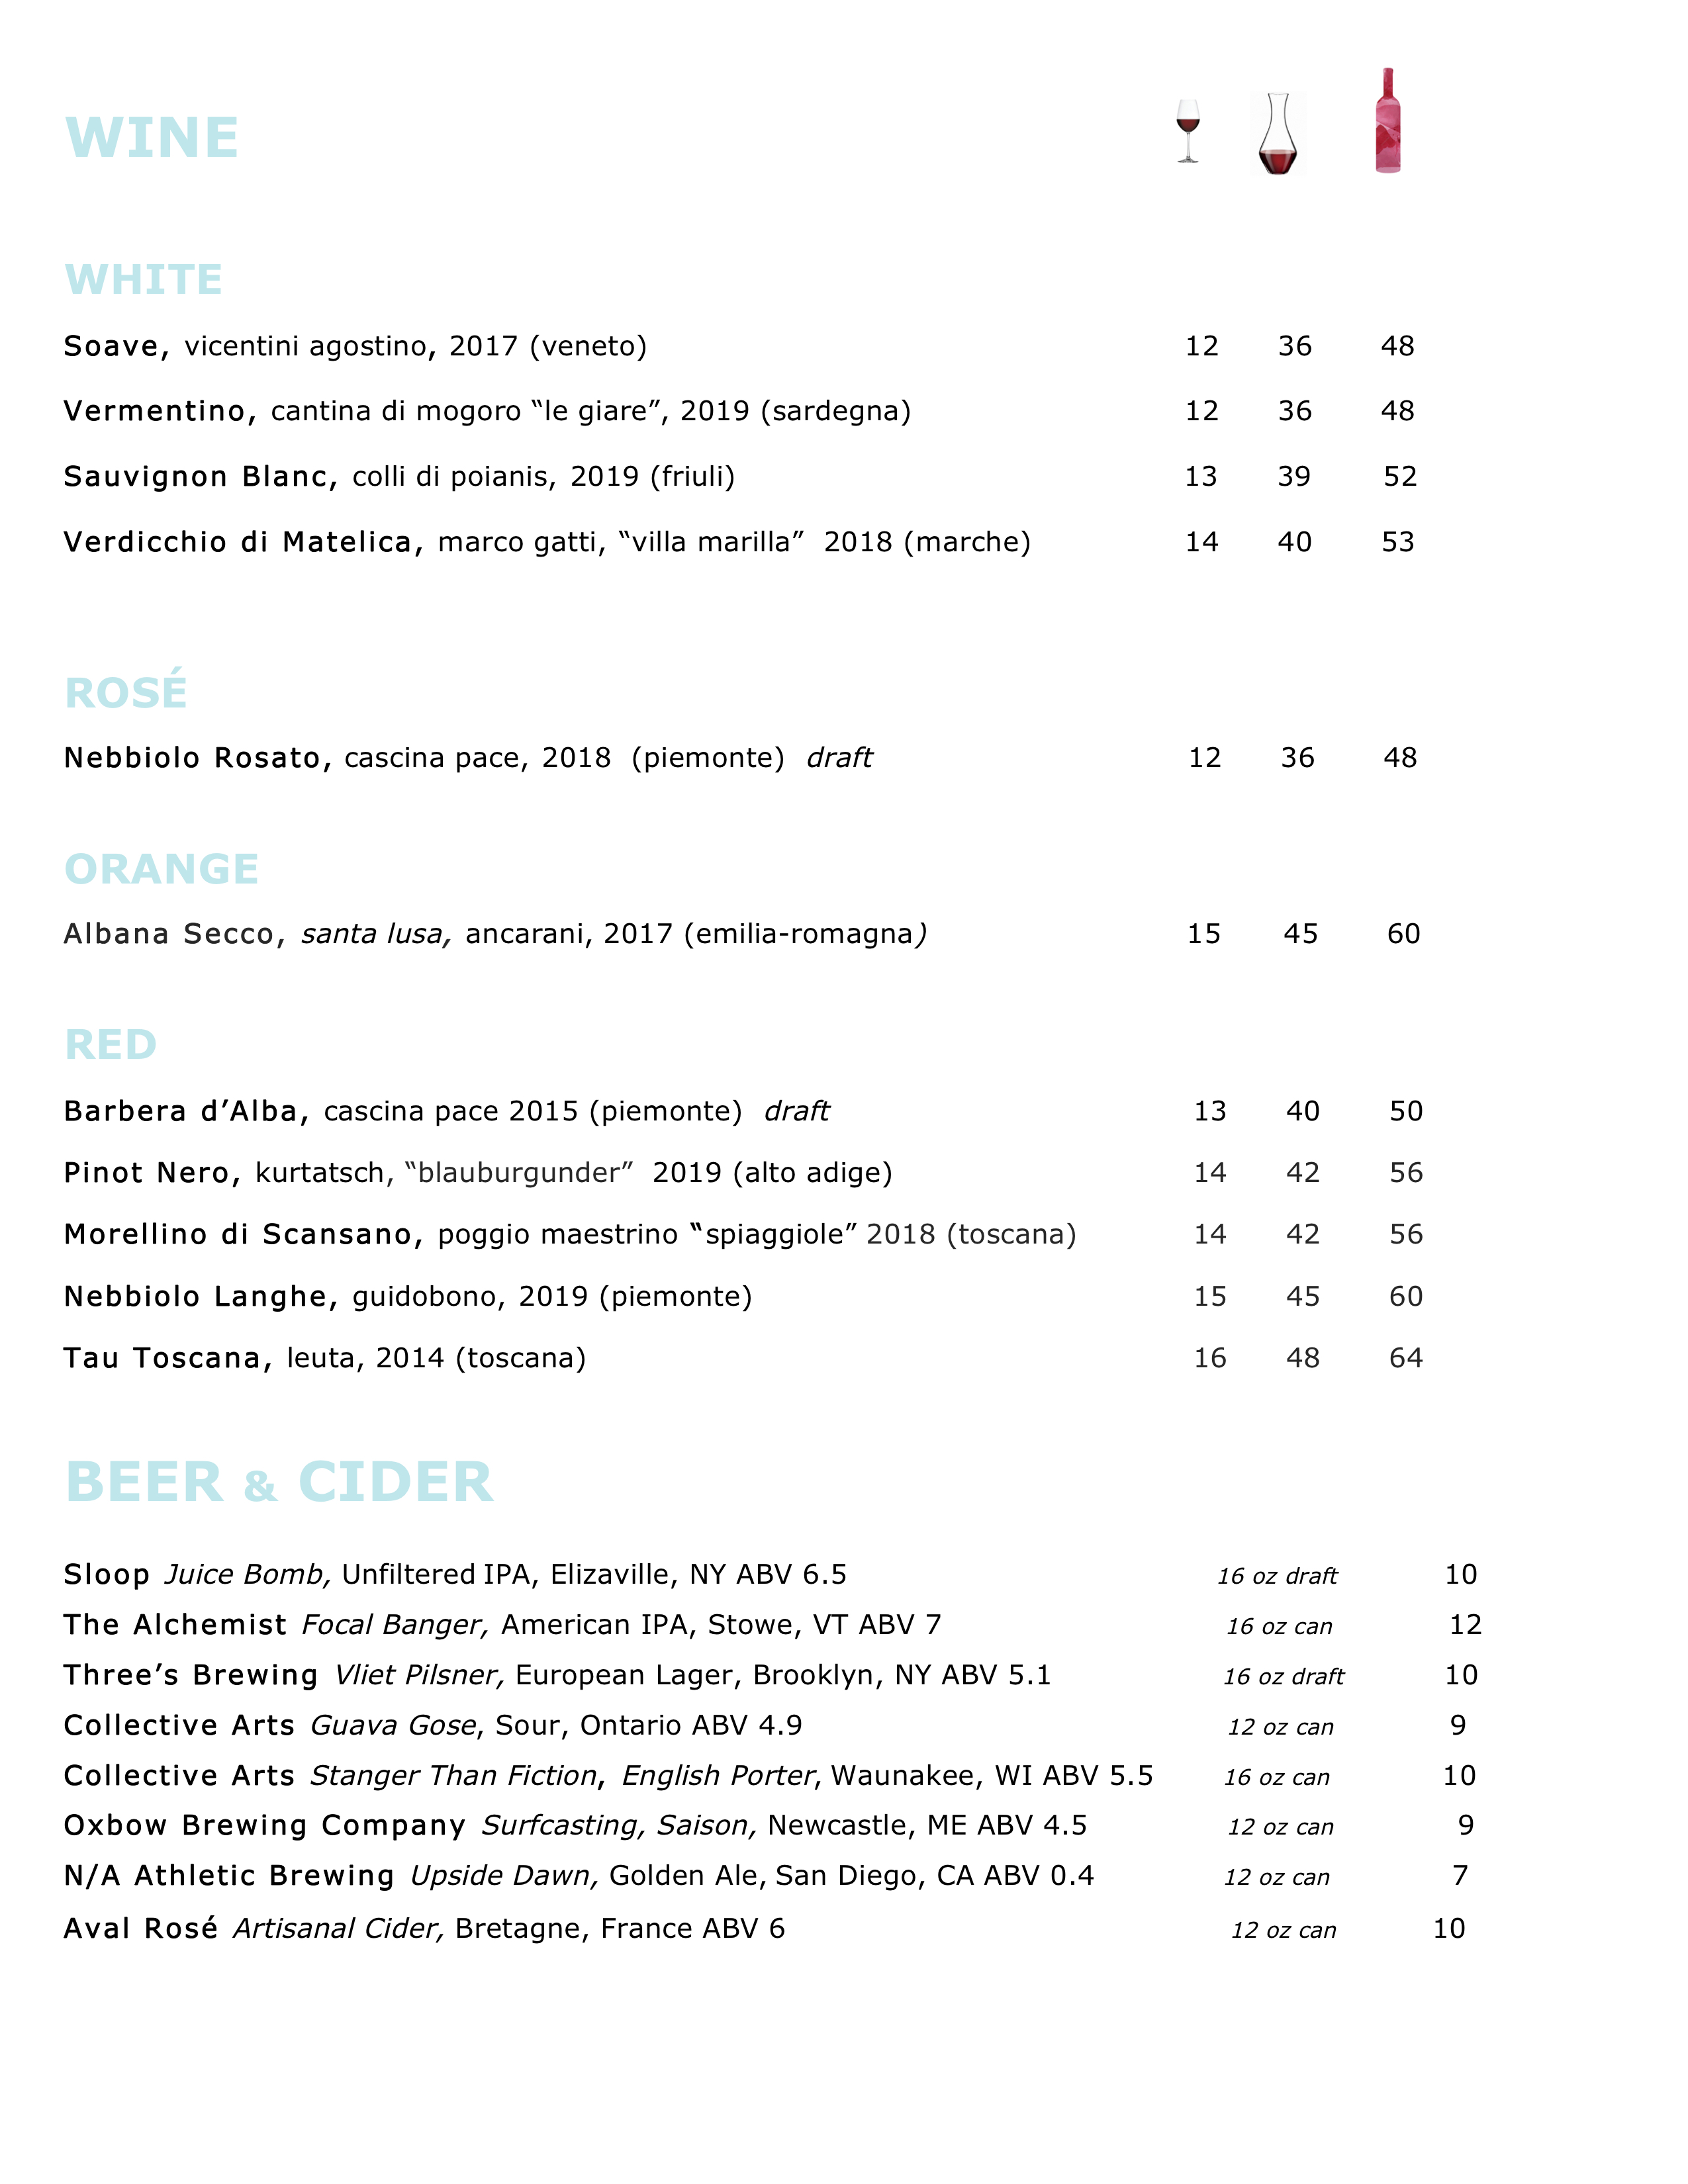 WINE
WHITE
Soave, vicentini agostino, 2017 (veneto) 12 36 48
Vermentino, cantina di mogoro “le giare”, 2019 (sardegna) 12 36 48
Sauvignon Blanc, colli di poianis, 2019 (friuli) 13 39 52
Verdicchio di Matelica, marco gatti, “villa marilla” 2018 (marche) 14 40 53
ROSÉ
Nebbiolo Rosato, cascina pace, 2018 (piemonte) draft 12 36 48
ORANGE
Albana Secco, santa lusa, ancarani, 2017 (emilia-romagna) 15 45 60
RED
Barbera d’Alba, cascina pace 2015 (piemonte) draft 13 40 50
Pinot Nero, kurtatsch, “blauburgunder” 2019 (alto adige) 14 42 56
Morellino di Scansano, poggio maestrino “spiaggiole” 2018 (toscana) 14 42 56
Nebbiolo Langhe, guidobono, 2019 (piemonte) 15 45 60
Tau Toscana, leuta, 2014 (toscana) 16 48 64
BEER & CIDER
Sloop Juice Bomb, Unfiltered IPA, Elizaville, NY ABV 6.5 16 oz draft 10
The Alchemist Focal Banger, American IPA, Stowe, VT ABV 7 16 oz can 12
Three’s Brewing Vliet Pilsner, European Lager, Brooklyn, NY ABV 5.1 16 oz draft 10
Collective Arts Guava Gose, Sour, Ontario ABV 4.9 12 oz can 9
Collective Arts Stanger Than Fiction, English Porter, Waunakee, WI ABV 5.5 16 oz can 10
Oxbow Brewing Company Surfcasting, Saison, Newcastle, ME ABV 4.5 12 oz can 9
N/A Athletic Brewing Upside Dawn, Golden Ale, San Diego, CA ABV 0.4 12 oz can 7
Aval Rosé Artisanal Cider, Bretagne, France ABV 6 12 oz can 10